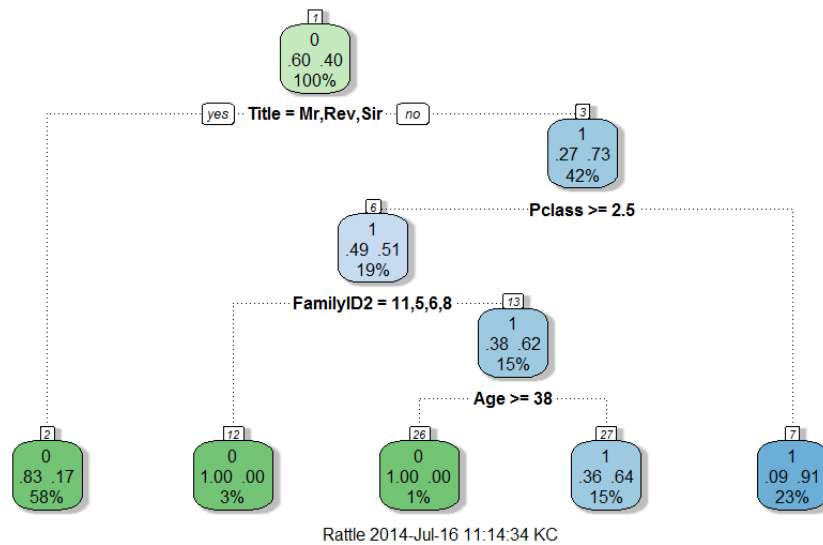 1
0
.60 .40
100%
yes Title = Mr,Rev,Sir no
3
1
.27 .73
42%
6 Pclass >= 2.5
1
.49 .51
19%
FamilyID2 = 11,5,6,8 13
1
.38 .62
15%
Age >= 38
2 12 26 27 7
0 0 0 1 1
.83 .17 1.00 .00 1.00 .00 .36 .64 .09 .91
58% 3% 1% 15% 23%
Rattle 2014-Jul-16 11:14:34 KC